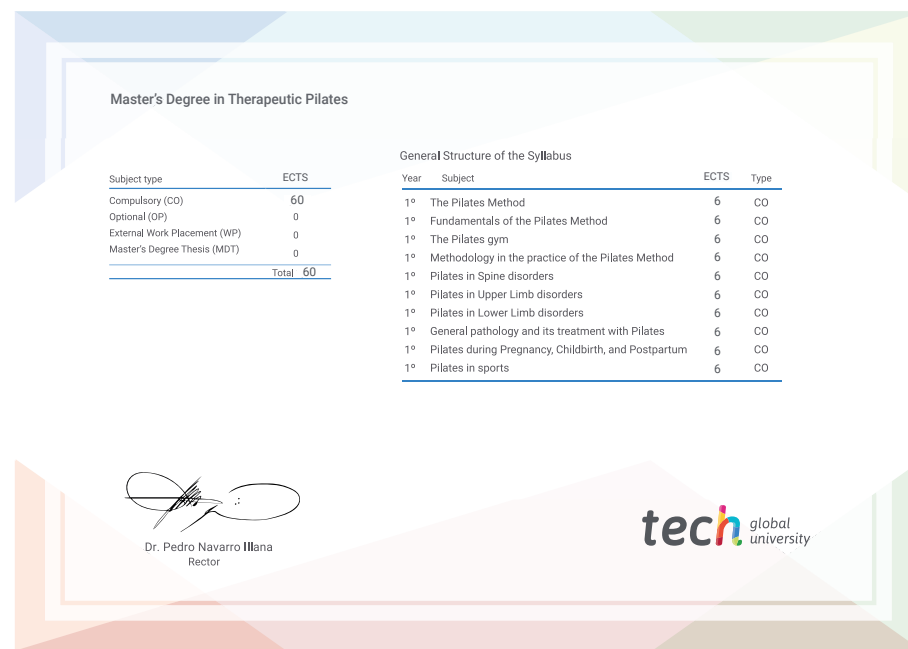 Master's Degree in Therapeutic Pilates
Subject type ECTS
Compulsory (CO) 60
Optional (OP) 0
External Work Placement (WP) 0
Master's Degree Thesis (MDT) 0
Total 60
General Structure of the Syllabus
Year Subject ECTS Type
1º The Pilates Method 6 CO
1º Fundamentals of the Pilates Method 6 CO
1º The Pilates gym 6 CO
1º Methodology in the practice of the Pilates Method 6 CO
1º Pilates in Spine disorders 6 CO
1º Pilates in Upper Limb disorders 6 CO
1º Pilates in Lower Limb disorders 6 CO
1º General pathology and its treatment with Pilates 6 CO
1º Pilates during Pregnancy, Childbirth, and Postpartum 6 CO
1º Pilates in sports 6 CO
Dr. Pedro Navarro Illana
Rector
tech global
university